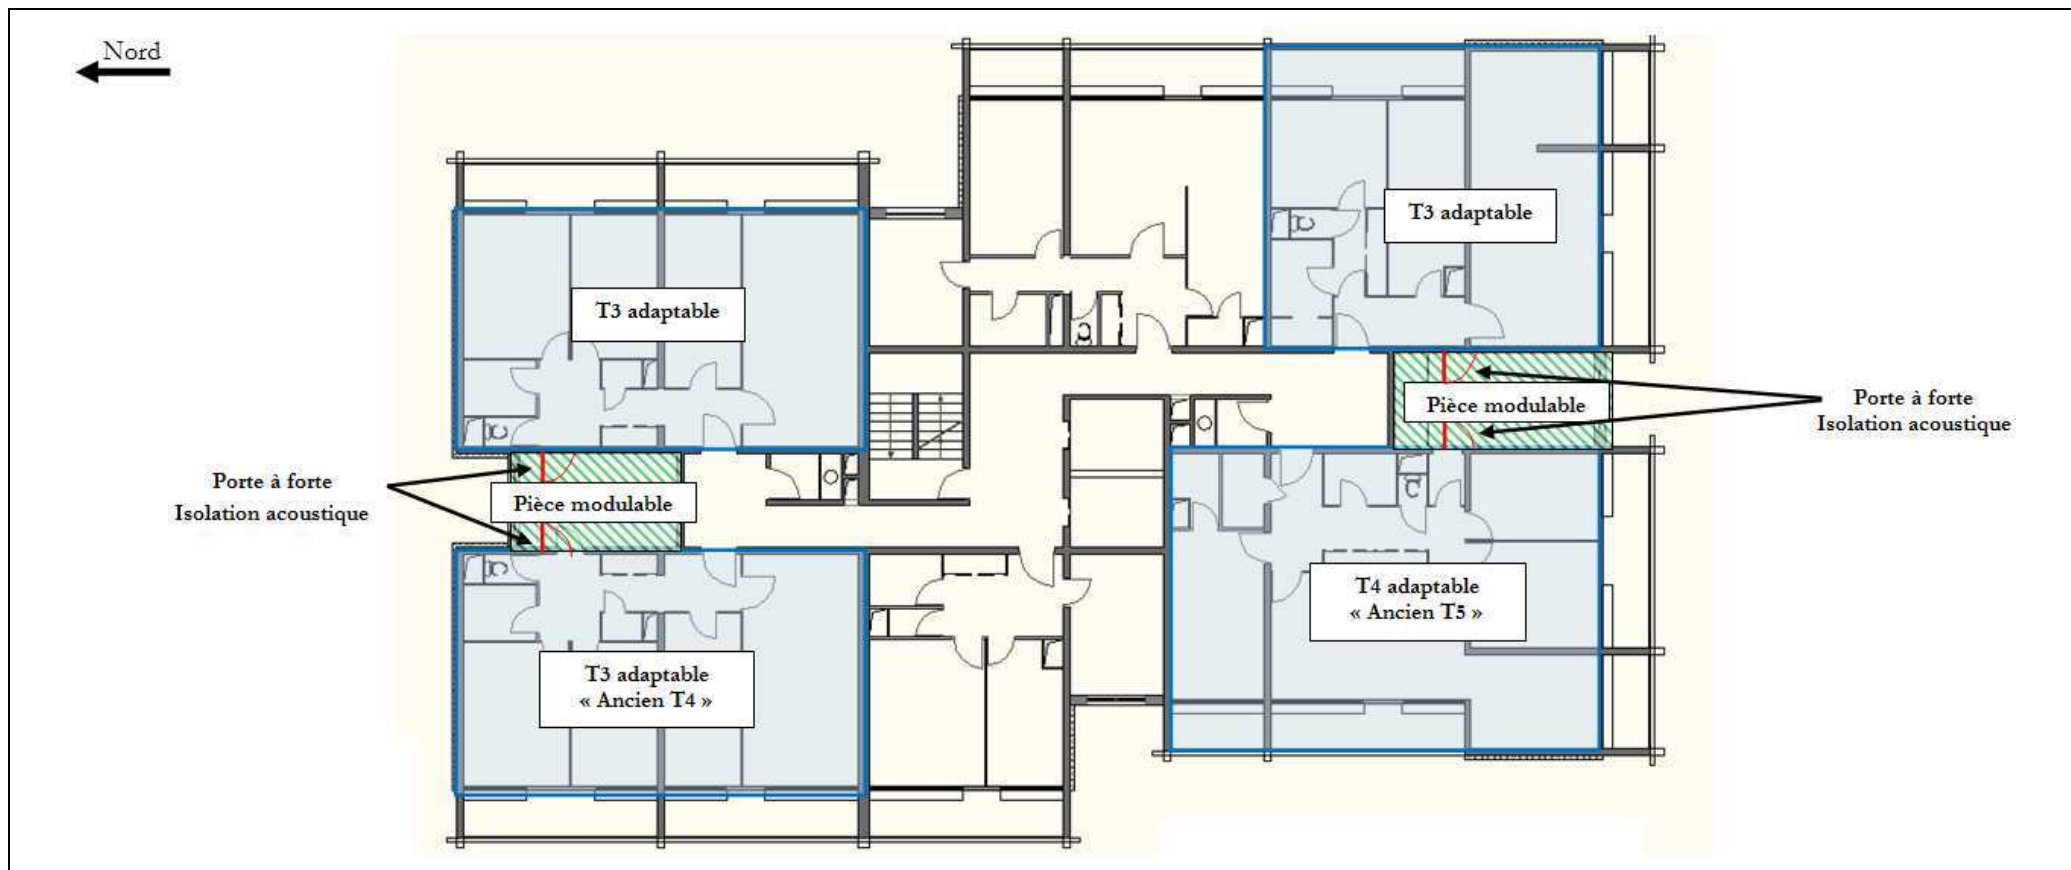 Nord
T3 adaptable
T3 adaptable
Pièce modulable
Porte à forte
Isolation acoustique
Porte à forte
Isolation acoustique
Pièce modulable
T4 adaptable
« Ancien T5 »
T3 adaptable
« Ancien T4 »